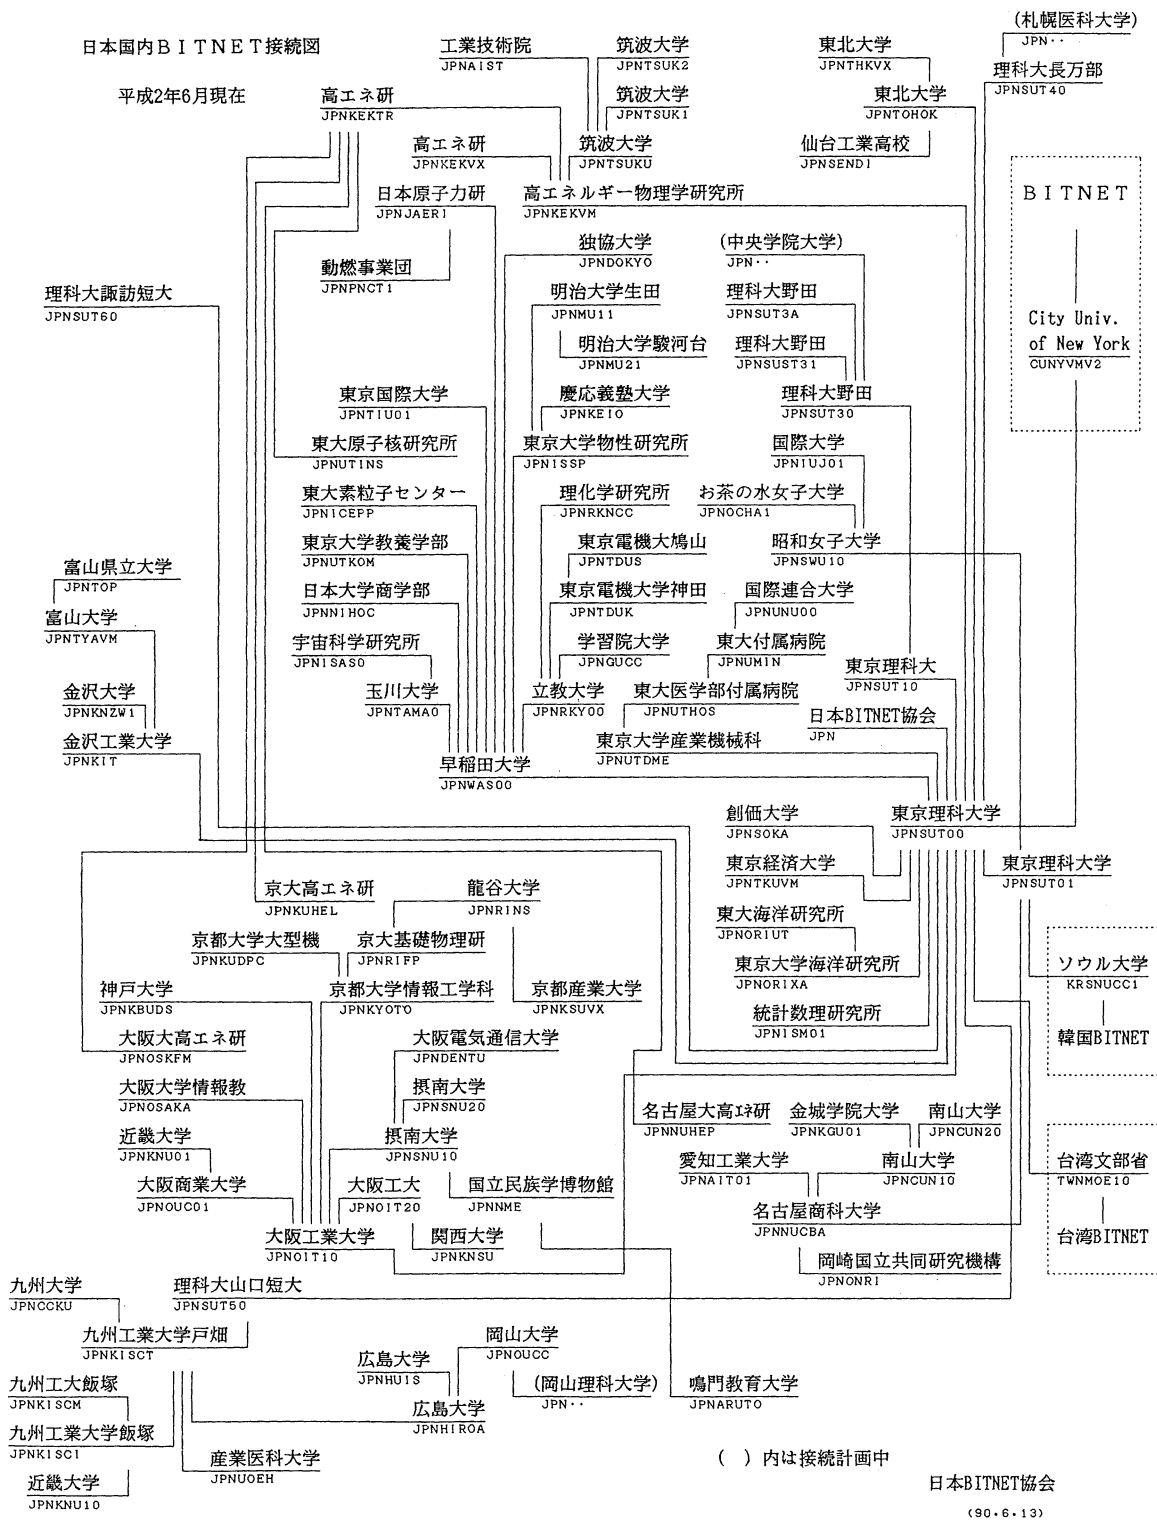 日本国内ＢＩＴＮＥＴ接続図
平成2年6月現在
(札幌医科大学)
JPN・・
工業技術院
JPNAIST
筑波大学
JPNTSUK2
東北大学
JPNTHKVX
理科大長万部
JPNSUT40
高エネ研
JPNKEKTR
筑波大学
JPNTSUK1
東北大学
JPNTOHOK
高エネ研
JPNKEKVX
筑波大学
JPNTSUKU
仙台工業高校
JPNSENDI
日本原子力研
JPNJAERI
高エネルギー物理学研究所
JPNKEKVM
ＢＩＴＮＥＴ
独協大学
JPNDOKYO
(中央学院大学)
JPN・・
動燃事業団
JPNPNCT1
理科大諏訪短大
JPNSUT60
明治大学生田
JPNMU11
理科大野田
JPNSUT3A
City Univ.
of New York
CUNYVMV2
明治大学駿河台
JPNMU21
理科大野田
JPNSUST31
東京国際大学
JPNTIU01
慶応義塾大学
JPNKEIO
理科大野田
JPNSUT30
東大原子核研究所
JPNUTINS
東京大学物性研究所
JPNISSP
国際大学
JPNIUJ01
東大素粒子センター
JPNICEPP
理化学研究所
JPNRKNCC
お茶の水女子大学
JPNOCHA1
東京大学教養学部
JPNUTKOM
東京電機大鳩山
JPNTDUS
昭和女子大学
JPNSWU10
富山県立大学
JPNTOP
日本大学商学部
JPNNIHOC
東京電機大学神田
JPNTDUK
国際連合大学
JPNUNU00
富山大学
JPNTYAVM
宇宙科学研究所
JPNISAS0
学習院大学
JPNGUCC
東大付属病院
JPNUMIN
東京理科大
JPNSUT10
金沢大学
JPNKNZW1
玉川大学
JPNTAMA0
立教大学
JPNRKY00
東大医学部付属病院
JPNUTHOS
日本BITNET協会
JPN
金沢工業大学
JPNKIT
東京大学産業機械科
JPNUTDME
早稲田大学
JPNWAS00
創価大学
JPNSOKA
東京理科大学
JPNSUT00
東京経済大学
JPNTKUVM
東京理科大学
JPNSUT01
京大高エネ研
JPNKUHEL
龍谷大学
JPNRINS
東大海洋研究所
JPNORIUT
京都大学大型機
JPNKUDPC
京大基礎物理研
JPNRIFP
東京大学海洋研究所
JPNORIXA
ソウル大学
KRSNUCC1
神戸大学
JPNKBUDS
京都大学情報工学科
JPNKYOTO
京都産業大学
JPNKSUVX
統計数理研究所
JPNISM01
韓国BITNET
大阪大高エネ研
JPNOSKFM
大阪電気通信大学
JPNDENTU
大阪大学情報教
JPNOSAKA
摂南大学
JPNSNU20
名古屋大高ｴﾈ研
JPNNUHEP
金城学院大学
JPNKGU01
南山大学
JPNCUN20
近畿大学
JPNKNU01
摂南大学
JPNSNU10
愛知工業大学
JPNAIT01
南山大学
JPNCUN10
台湾文部省
TWNMOE10
大阪商業大学
JPNOUC01
大阪工大
JPNOIT20
国立民族学博物館
JPNNME
名古屋商科大学
JPNNUCBA
大阪工業大学
JPNOIT10
関西大学
JPNKNSU
台湾BITNET
岡崎国立共同研究機構
JPNONRI
九州大学
JPNCCKU
理科大山口短大
JPNSUT50
九州工業大学戸畑
JPNKISCT
岡山大学
JPNOUCC
広島大学
JPNHUIS
九州工大飯塚
JPNKISCM
(岡山理科大学)
JPN・・
鳴門教育大学
JPNARUTO
広島大学
JPNHIROA
九州工業大学飯塚
JPNKISCI
産業医科大学
JPNUOEH
近畿大学
JPNKNU10
(　)内は接続計画中
日本BITNET協会
(90・6・13)